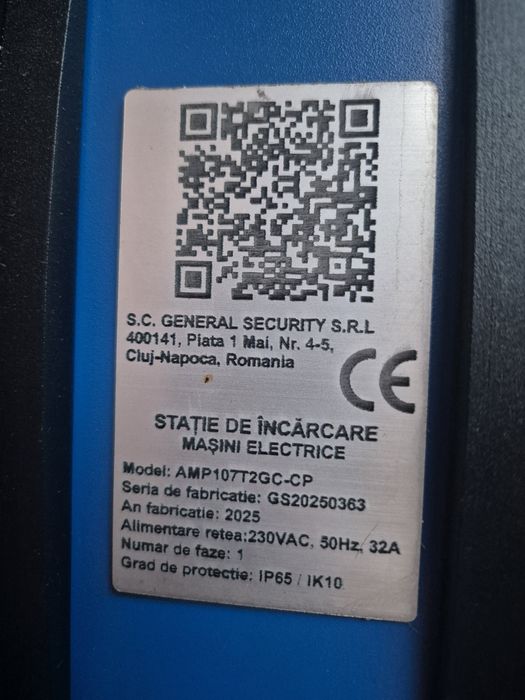 S.C. GENERAL SECURITY S.R.L
400141, Piata 1 Mai, Nr. 4-5,
Cluj-Napoca, Romania
CE
STAȚIE DE ÎNCĂRCARE
MAȘINI ELECTRICE
Model: AMP107T2GC-CP
Seria de fabricatie: GS20250363
An fabricatie: 2025
Alimentare retea:230VAC, 50Hz, 32A
Numar de faze: 1
Grad de protectie: IP65 / IK10